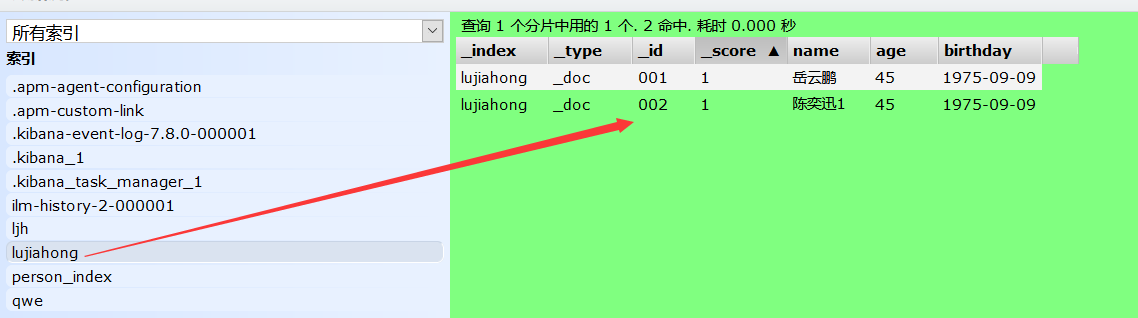 所有索引
索引
.apm-agent-configuration
.apm-custom-link
.kibana-event-log-7.8.0-000001
.kibana_1
.kibana_task_manager_1
ilm-history-2-000001
ljh
lujiahong
person_index
qwe
查询 1 个分片中用的 1 个. 2 命中. 耗时 0.000 秒
_index _type _id _score ▲ name age birthday
lujiahong _doc 001 1 岳云鹏 45 1975-09-09
lujiahong _doc 002 1 陈奕迅1 45 1975-09-09